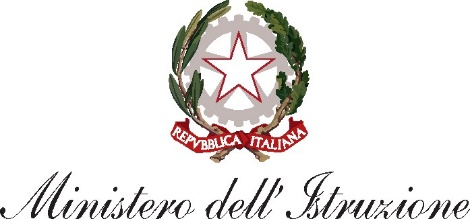 REPVBBLICA ITALIANA
Ministero dell'Istruzione